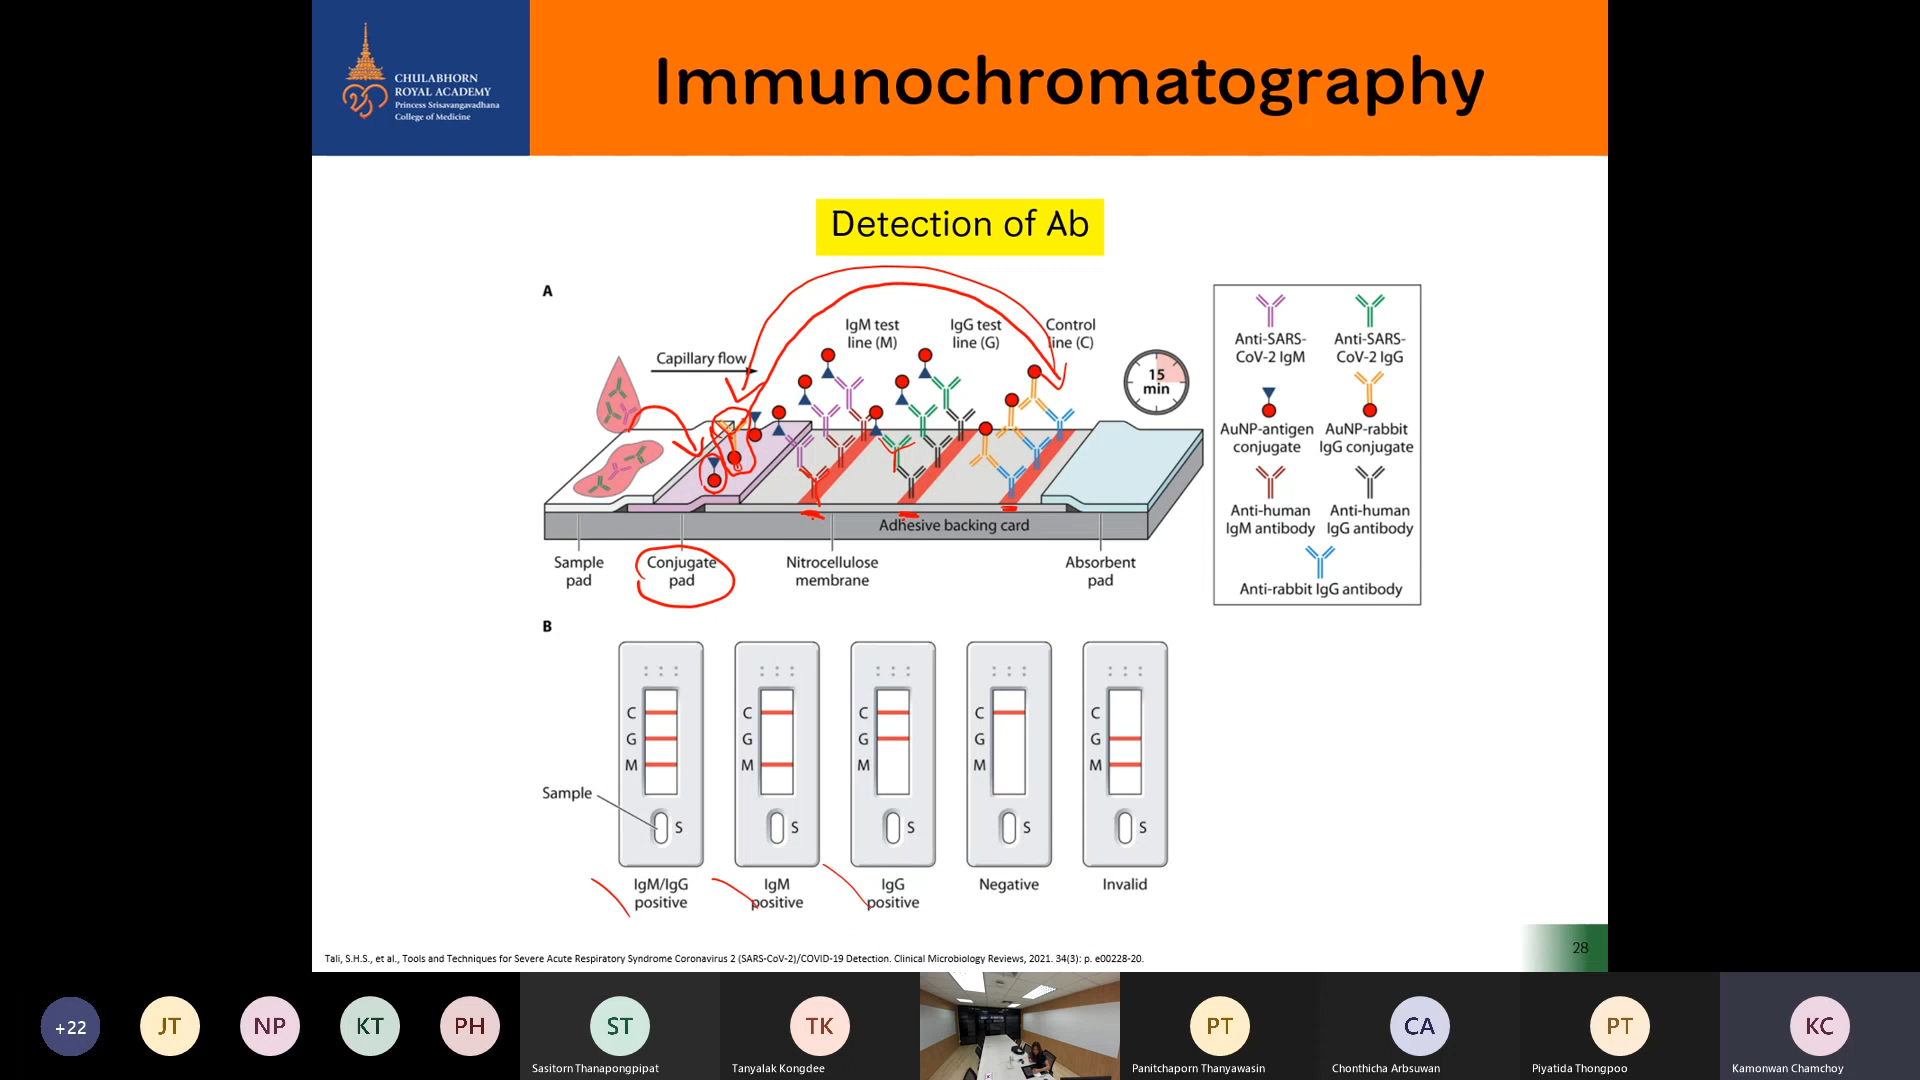 CHULABHORN
ROYAL ACADEMY
Princess Srisavangavadhana
College of Medicine
Immunochromatography
Detection of Ab
A
Capillary flow
IgM test
line (M)
IgG test
line (G)
Control
line (C)
15
min
Adhesive backing card
Sample
pad
Conjugate
pad
Nitrocellulose
membrane
Absorbent
pad
Anti-SARS-
CoV-2 IgM
Anti-SARS-
CoV-2 IgG
AuNP-antigen
conjugate
AuNP-rabbit
IgG conjugate
Anti-human
IgM antibody
Anti-human
IgG antibody
Anti-rabbit IgG antibody
B
C
G
M
Sample
S
IgM/IgG
positive
C
G
M
S
IgM
positive
C
G
M
S
IgG
positive
C
G
M
S
Negative
C
G
M
S
Invalid
28
Tali, S.H.S., et al., Tools and Techniques for Severe Acute Respiratory Syndrome Coronavirus 2 (SARS-CoV-2)/COVID-19 Detection. Clinical Microbiology Reviews, 2021. 34(3): p. e00228-20.
+22
JT
NP
KT
PH
ST
Sasitorn Thanapongpipat
TK
Tanyalak Kongdee
PT
Panitchaporn Thanyawasin
CA
Chonthicha Arbsuwan
PT
Piyatida Thongpoo
KC
Kamonwan Chamchoy